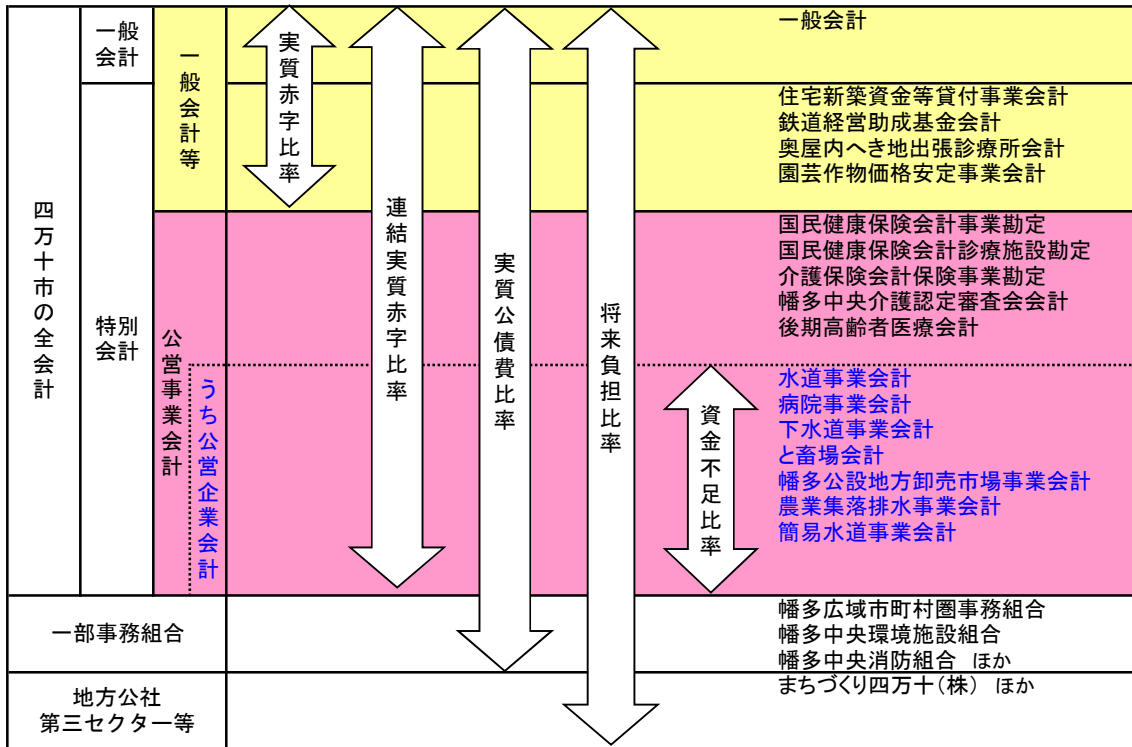 四万十市の全会計
一般
会計
特別
会計
一般会計等
公営事業会計
うち公営企業会計
実質赤字比率
連結実質赤字比率
実質公債費比率
将来負担比率
資金不足比率
一般会計
住宅新築資金等貸付事業会計
鉄道経営助成基金会計
奥屋内へき地出張診療所会計
園芸作物価格安定事業会計
国民健康保険会計事業勘定
国民健康保険会計診療施設勘定
介護保険会計保険事業勘定
幡多中央介護認定審査会会計
後期高齢者医療会計
水道事業会計
病院事業会計
下水道事業会計
と畜場会計
幡多公設地方卸売市場事業会計
農業集落排水事業会計
簡易水道事業会計
一部事務組合
幡多広域市町村圏事務組合
幡多中央環境施設組合
幡多中央消防組合 ほか
地方公社
第三セクター等
まちづくり四万十(株) ほか